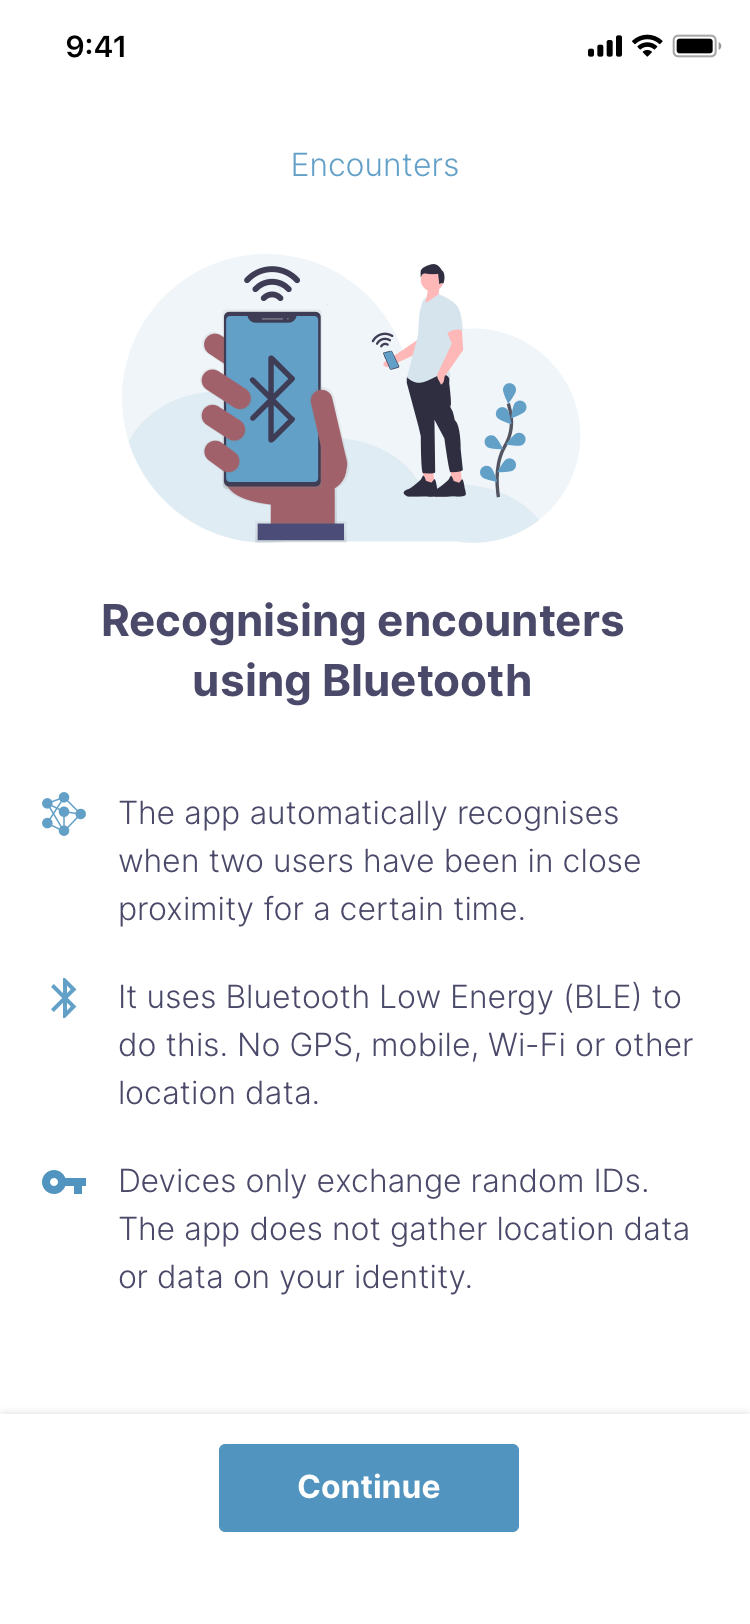 9:41
Encounters
Recognising encounters
using Bluetooth
The app automatically recognises
when two users have been in close
proximity for a certain time.
It uses Bluetooth Low Energy (BLE) to
do this. No GPS, mobile, Wi-Fi or other
location data.
Devices only exchange random IDs.
The app does not gather location data
or data on your identity.
Continue